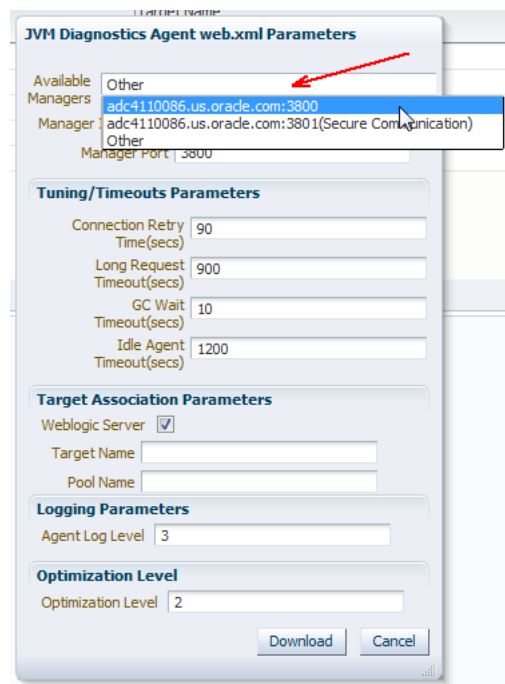 Target Name
JVM Diagnostics Agent web.xml Parameters
Available Managers
Other
adc4110086.us.oracle.com:3800
adc4110086.us.oracle.com:3801(Secure Communication)
Other
Manager
Manager Port 3800
Tuning/Timeouts Parameters
Connection Retry
Time(secs)
90
Long Request
Timeout(secs)
900
GC Wait
Timeout(secs)
10
Idle Agent
Timeout(secs)
1200
Target Association Parameters
Weblogic Server
Target Name
Pool Name
Logging Parameters
Agent Log Level 3
Optimization Level
Optimization Level 2
Download Cancel